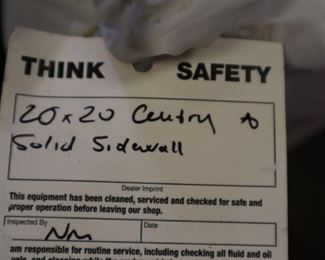 THINK SAFETY
20x20 Century
Solid Sidewall
Dealer Imprint
This equipment has been cleaned, serviced and checked for safe and
proper operation before leaving our shop.
Inspected By
Date
NM
am responsible for routine service, including checking all fluid and oil